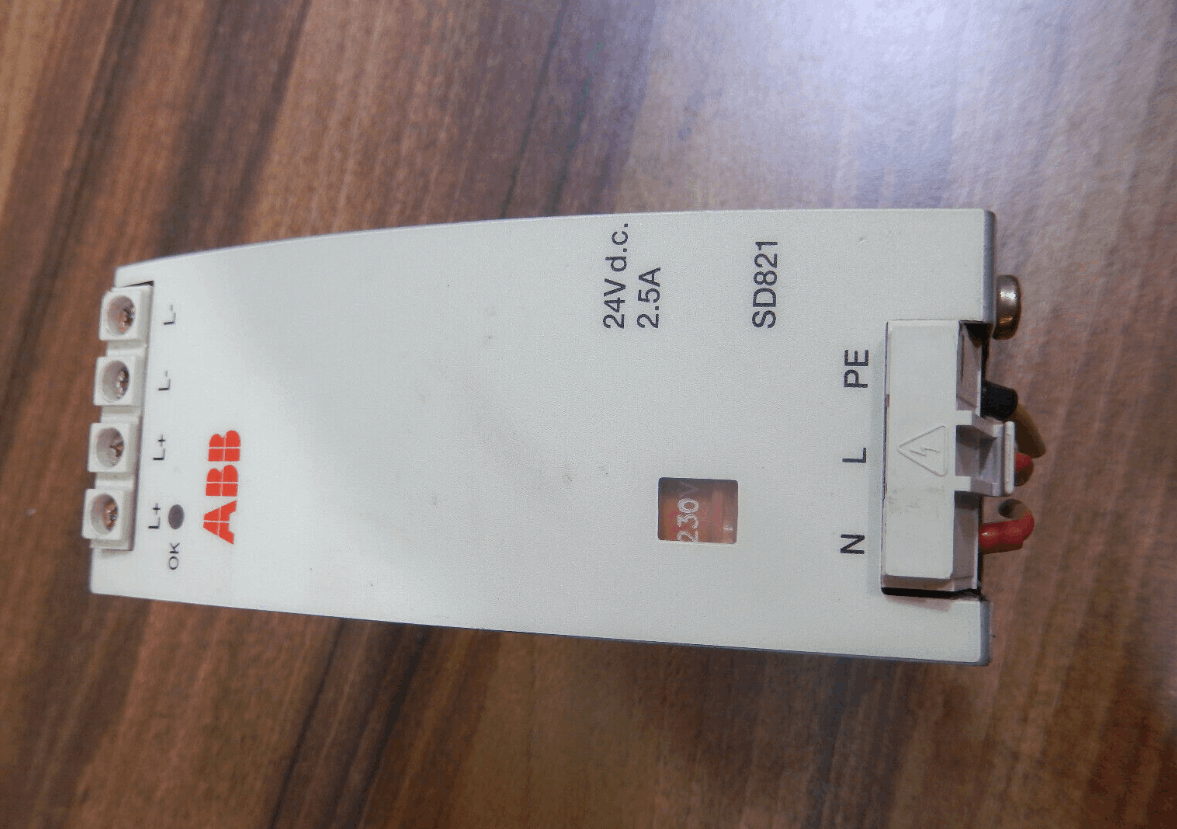 L-
L-
L+
L+
OK
ABB
24V d.c.
2.5A
230V
SD821
PE
L
N